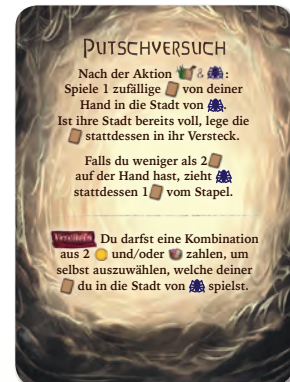 Putschversuch
Nach der Aktion & :
Spiele 1 zufällige von deiner
Hand in die Stadt von .
Ist ihre Stadt bereits voll, lege die
stattdessen in ihr Versteck.
Falls du weniger als 2
auf der Hand hast, zieht
stattdessen 1 vom Stapel.
Vereiteln Du darfst eine Kombination
aus 2 und/oder zahlen, um
selbst auszuwählen, welche deiner
du in die Stadt von spielst.